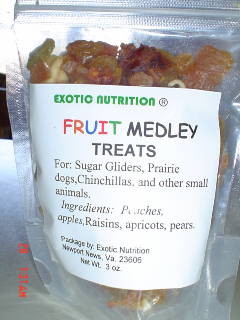 EXOTIC NUTRITION ®
FRUIT MEDLEY
TREATS
For: Sugar Gliders, Prairie
dogs,Chinchillas, and other small
animals.
Ingredients: Peaches,
apples,Raisins, apricots, pears.
Package by: Exotic Nutrition
Newport News, Va. 23606
Net Wt. 3 oz.